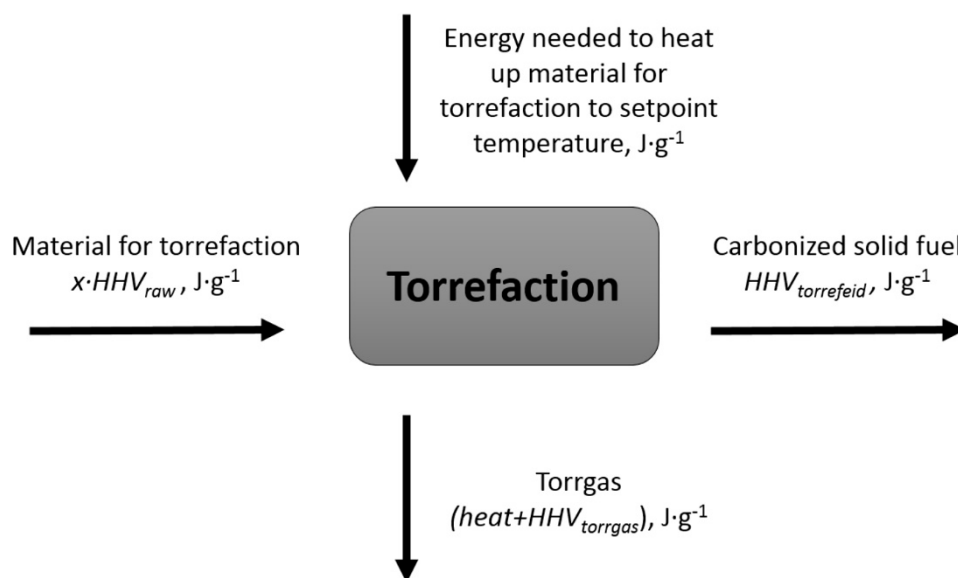 Energy needed to heat
up material for
torrefaction to setpoint
temperature, J·g⁻¹
Material for torrefaction
x·HHV_raw, J·g⁻¹
Torrefaction
Carbonized solid fuel
HHV_torrefeid, J·g⁻¹
Torrgas
(heat+HHV_torrgas), J·g⁻¹